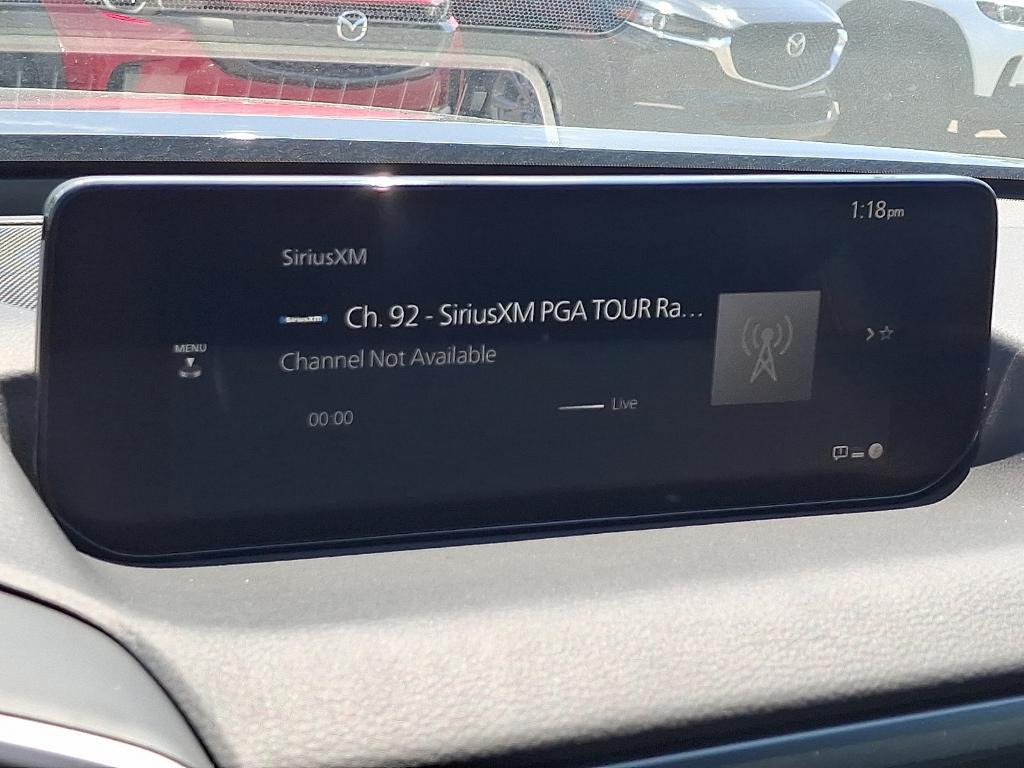 1:18pm
SiriusXM
SiriusXM Ch. 92 - SiriusXM PGA TOUR Ra...
MENU
Channel Not Available
00:00
Live